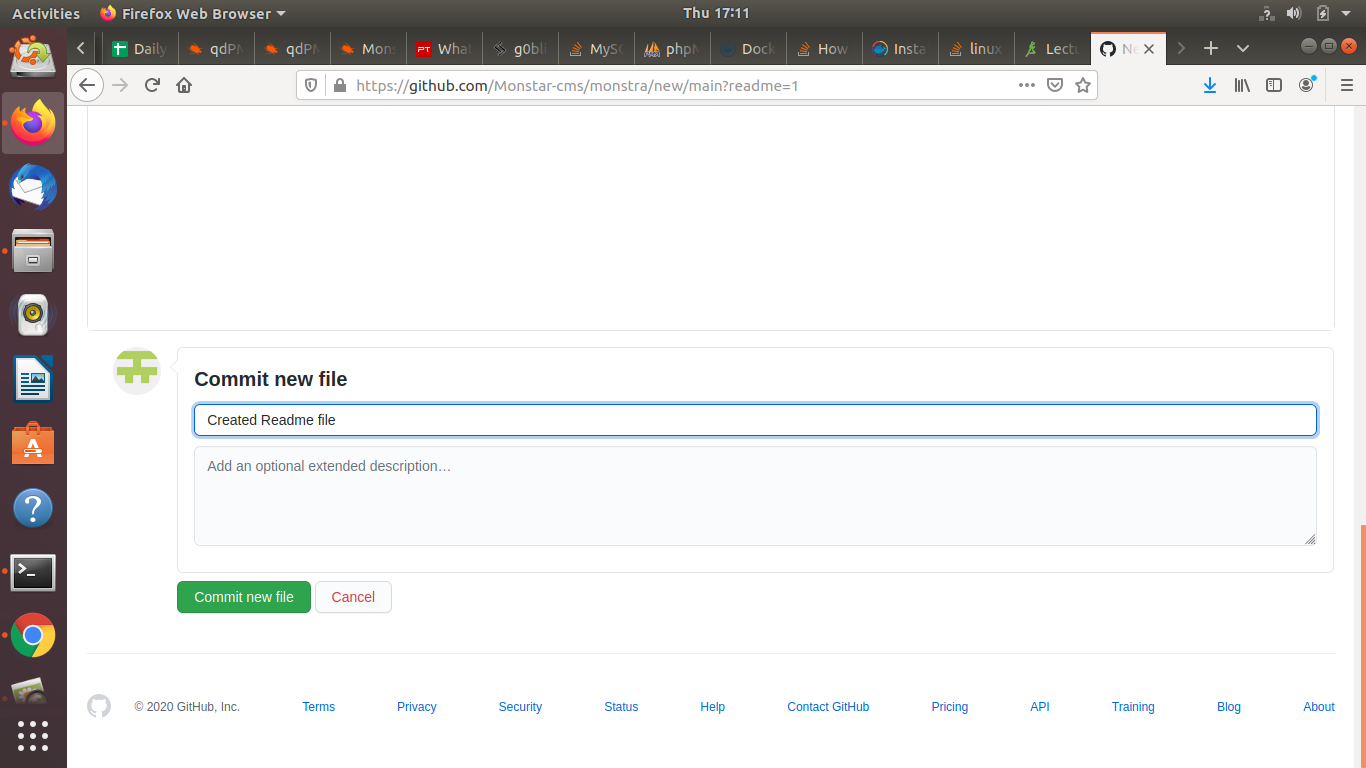 Activities
Firefox Web Browser
Thu 17:11
Daily
qdPM
qdPM
Mons
PT
What
g0bli
MySQ
phpM
Dock
How
Insta
linux
Lectu
Ne
https://github.com/Monstar-cms/monstra/new/main?readme=1
Commit new file
Created Readme file
Add an optional extended description…
Commit new file
Cancel
© 2020 GitHub, Inc.
Terms
Privacy
Security
Status
Help
Contact GitHub
Pricing
API
Training
Blog
About